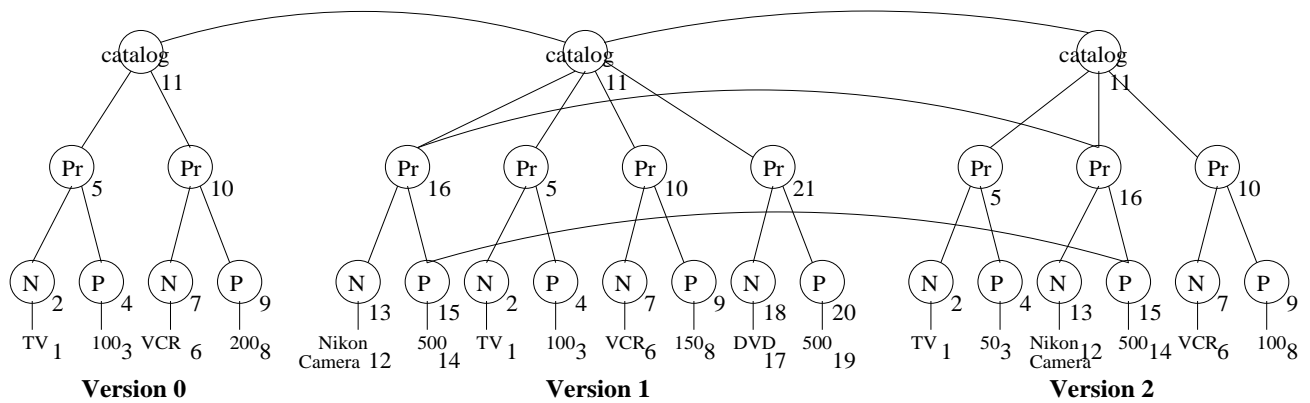 catalog catalog catalog
11 11 11
Pr Pr Pr Pr Pr Pr Pr Pr Pr
5 10 16 5 10 21 5 16 10
N P N P N P N P N P N P N P N P N P
2 4 7 9 13 15 2 4 7 9 18 20 2 4 13 15 7 9
TV 1 100 3 VCR 6 200 8 Nikon Camera 12 500 14 TV 1 100 3 VCR 6 150 8 DVD 17 500 19 TV 1 50 3 Nikon Camera 12 500 14 VCR 6 100 8
Version 0 Version 1 Version 2